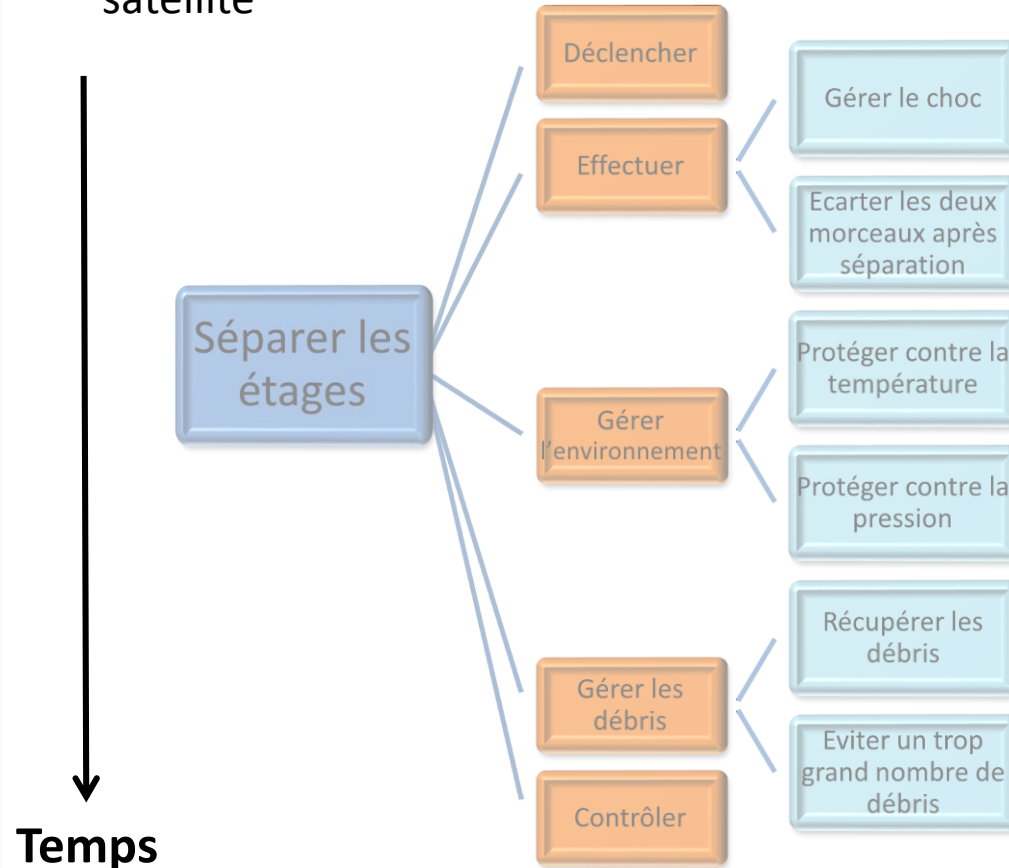 satellite
Déclencher
Gérer le choc
Effectuer
Ecarter les deux
morceaux après
séparation
Séparer les
étages
Protéger contre la
température
Gérer
l'environnement
Protéger contre la
pression
Récupérer les
débris
Gérer les
débris
Eviter un trop
grand nombre de
débris
Contrôler
Temps